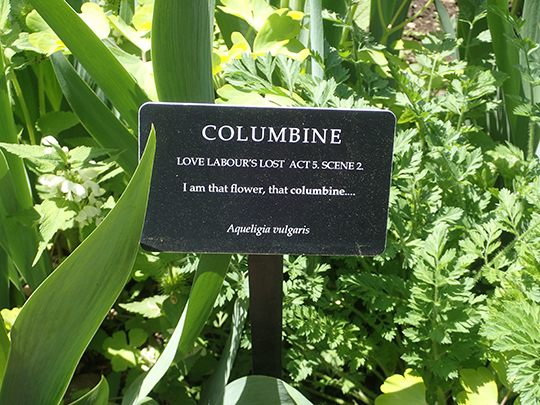 COLUMBINE
LOVE LABOUR'S LOST ACT 5. SCENE 2.
I am that flower, that columbine....
Aqueligia vulgaris